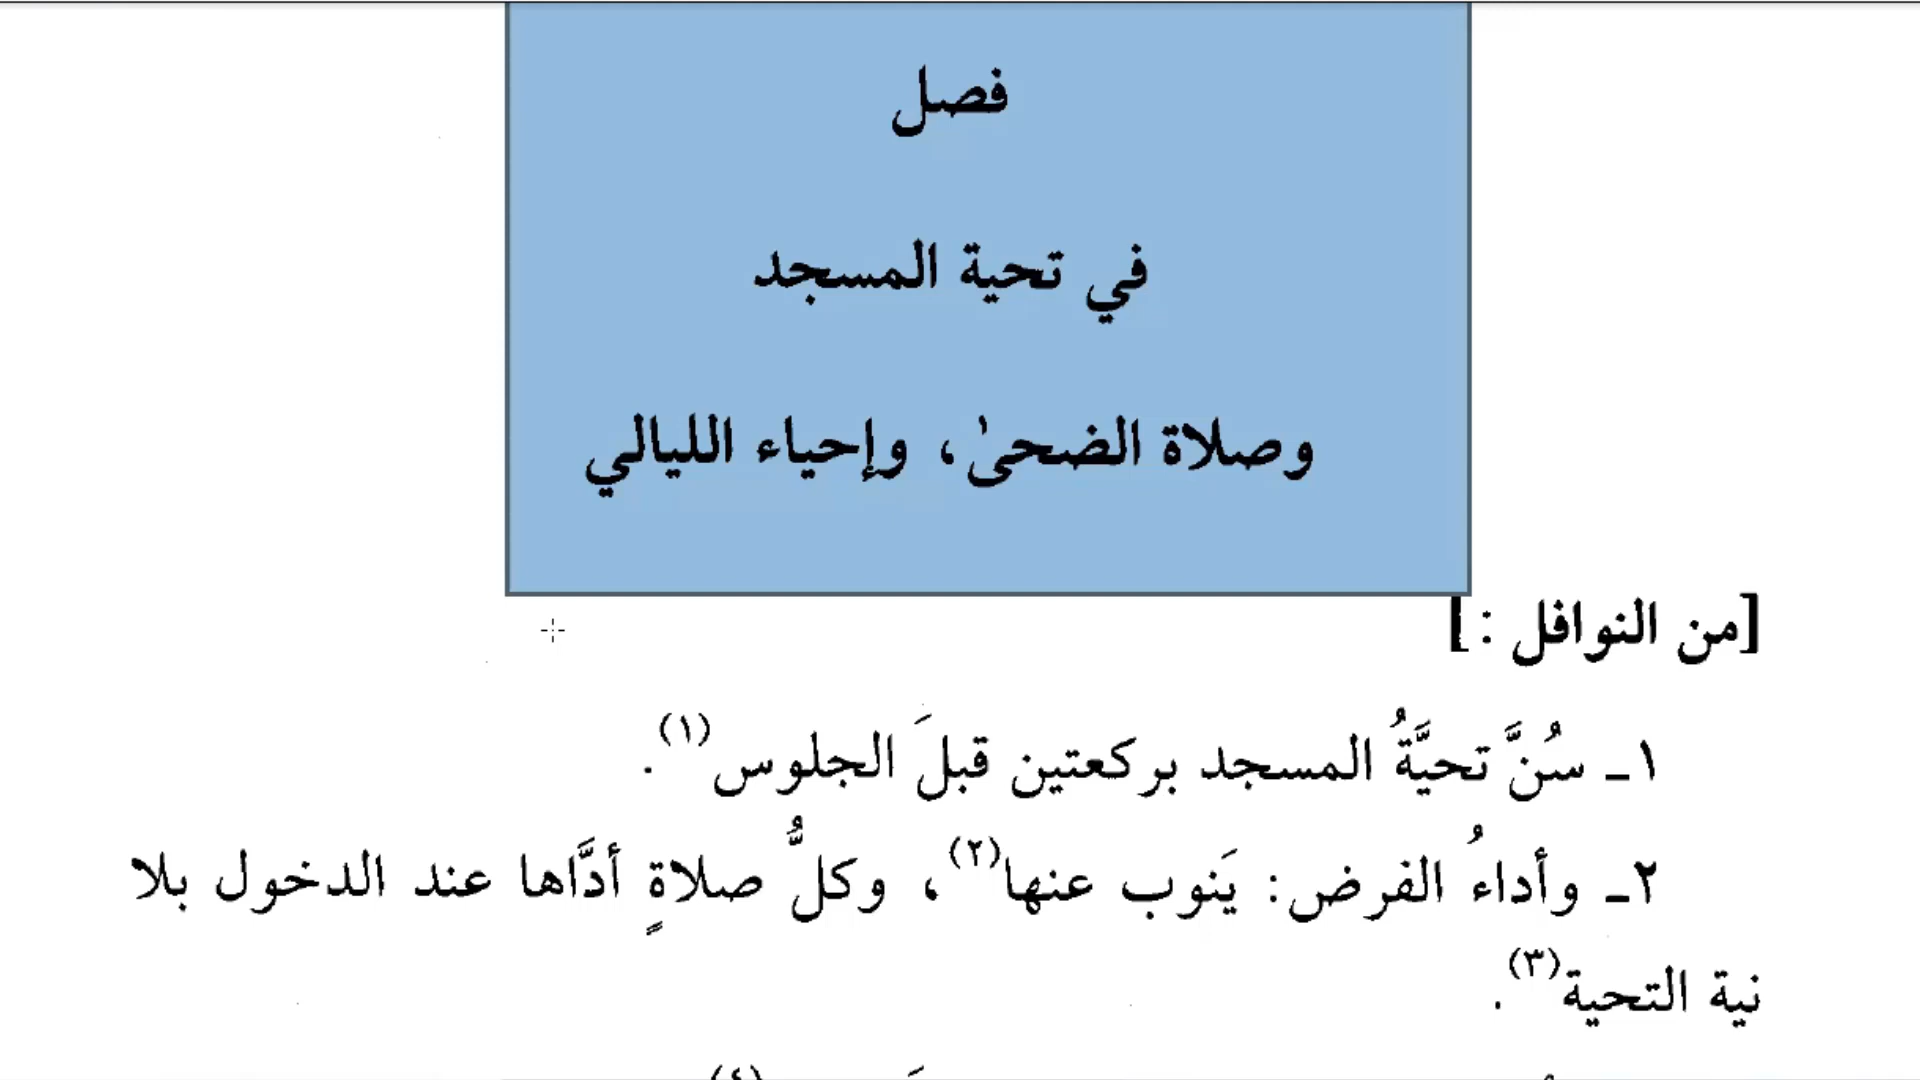 فصل
في تحية المسجد
وصلاة الضحىٰ، وإحياء الليالي
[من النوافل :]
١ـ سُنَّ تحيَّةُ المسجد بركعتين قبلَ الجلوس(١).
٢ـ وأداءُ الفرض: يَنوب عنها(٢)، وكلُّ صلاةٍ أدَّاها عند الدخول بلا
نية التحية(٣).